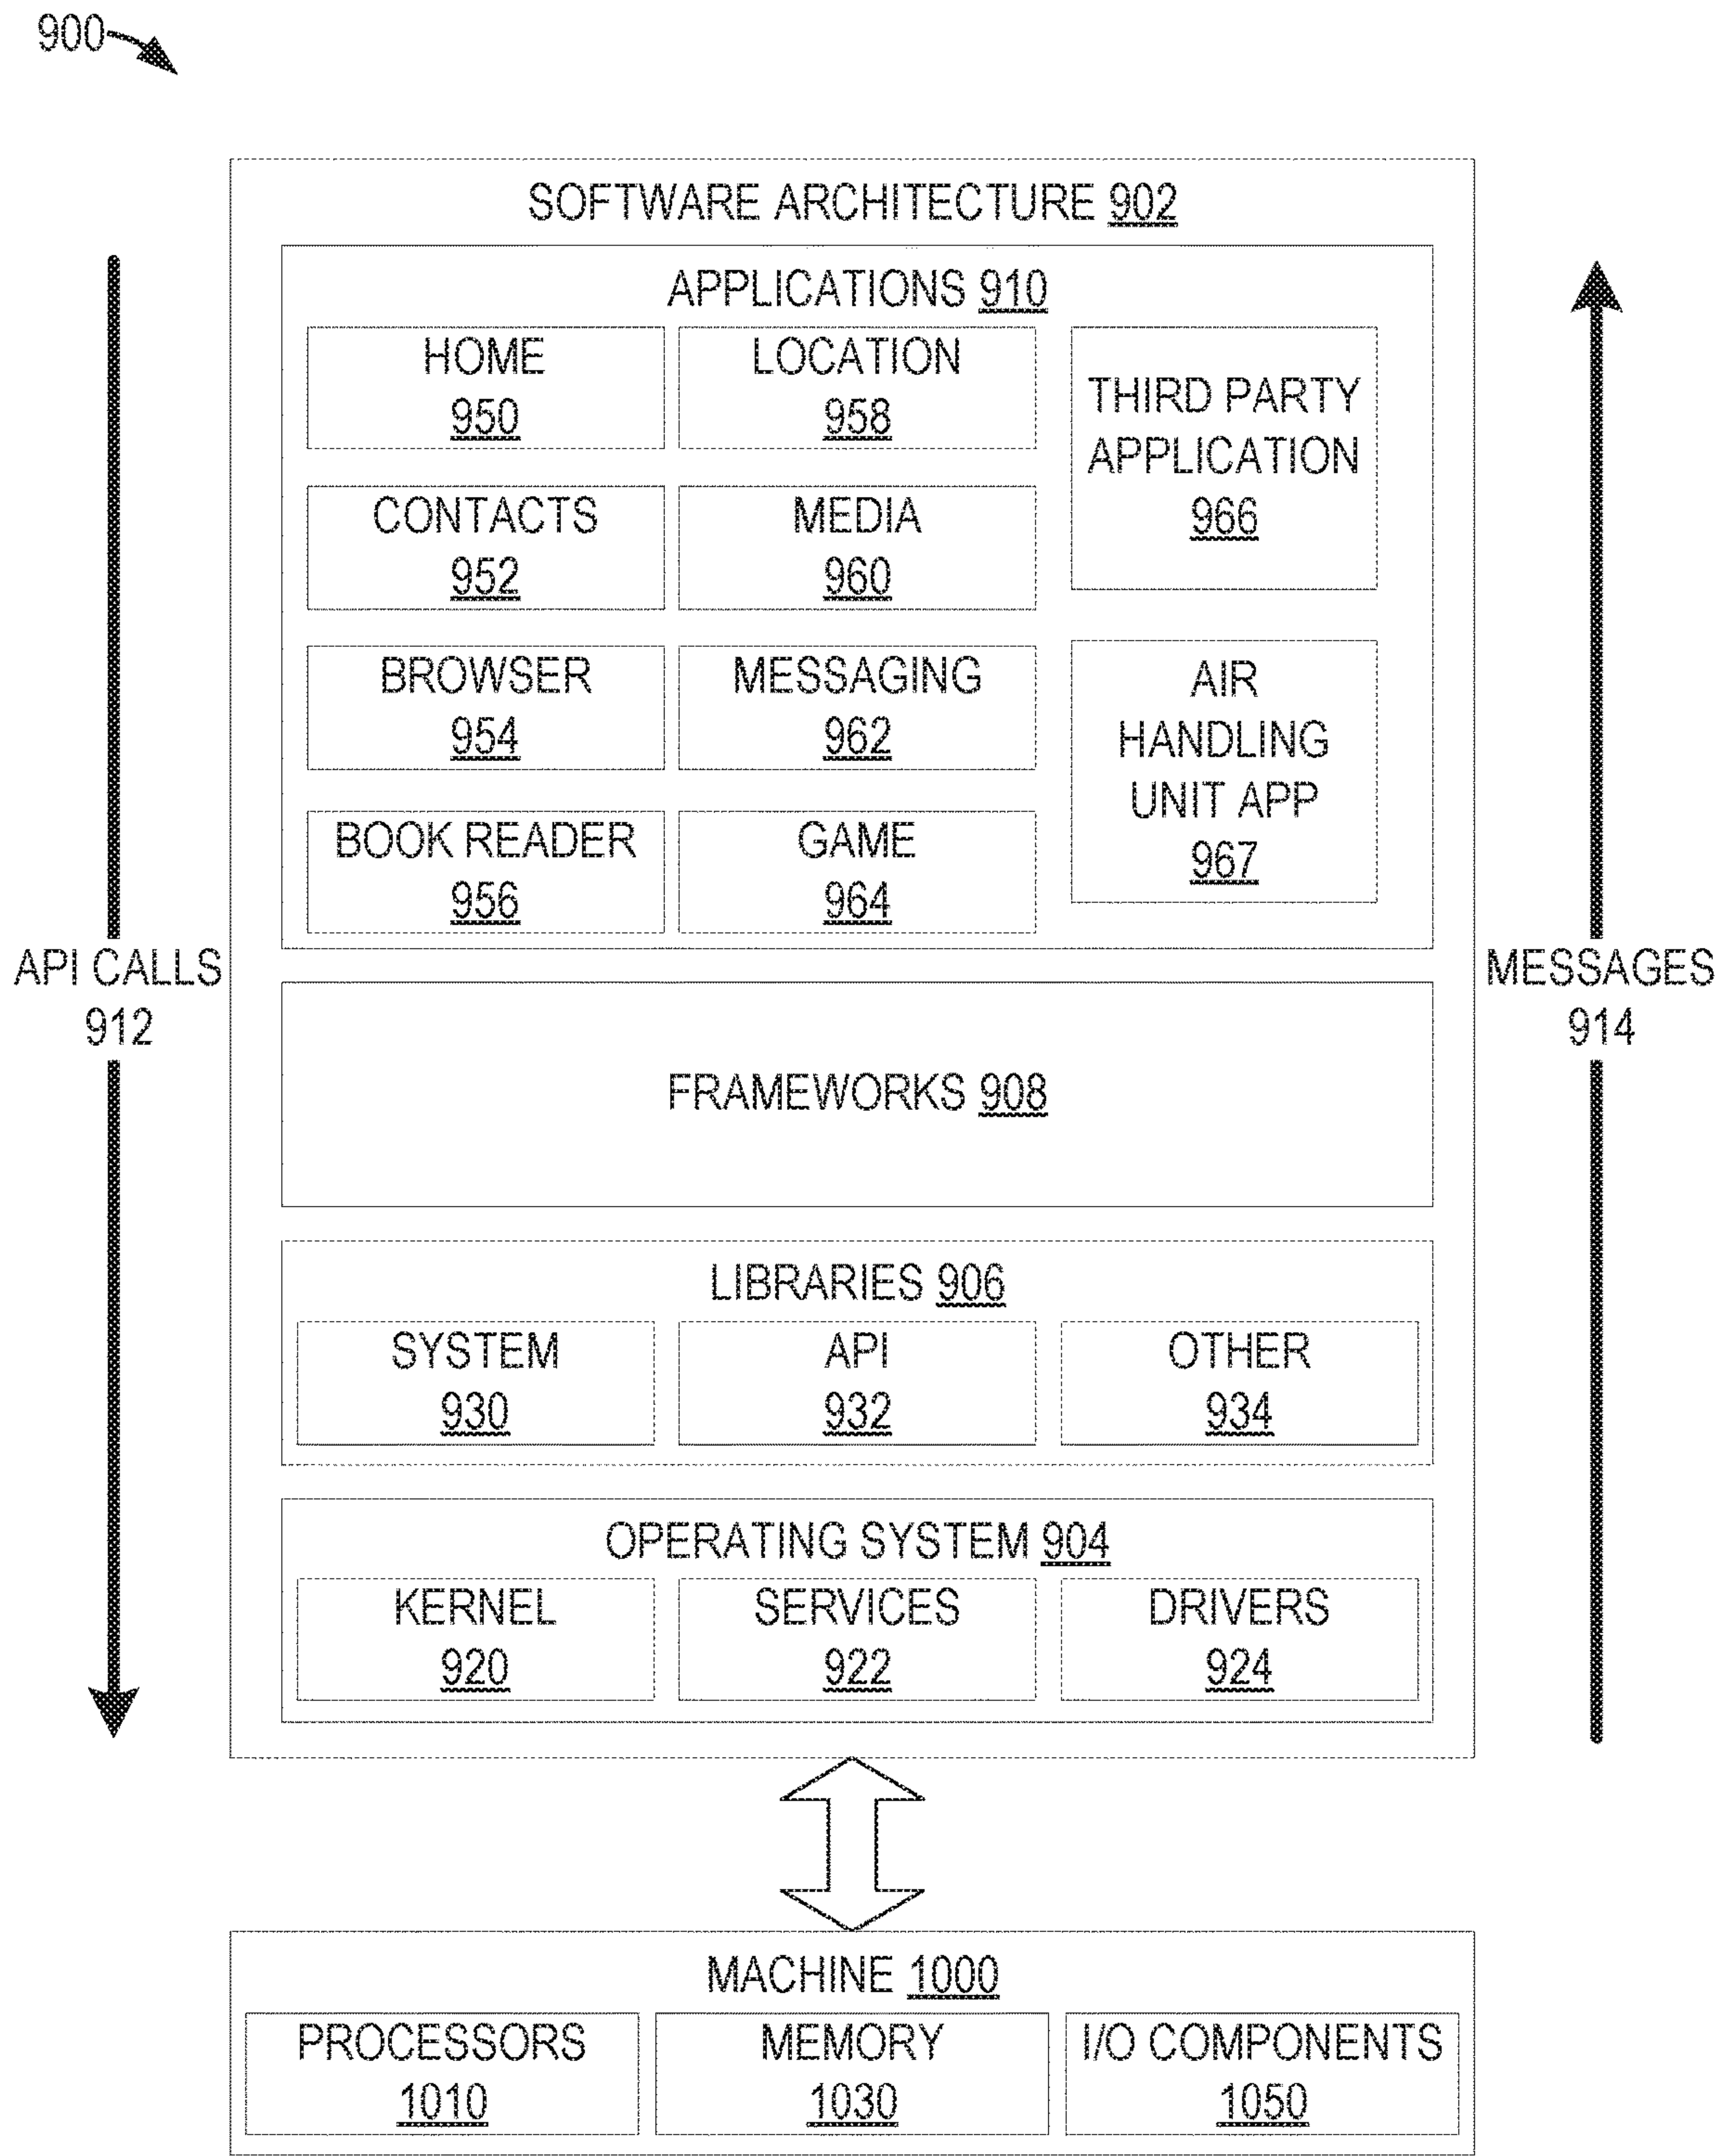 900
SOFTWARE ARCHITECTURE 902
APPLICATIONS 910
HOME
950
LOCATION
958
THIRD PARTY
APPLICATION
966
CONTACTS
952
MEDIA
960
BROWSER
954
MESSAGING
962
AIR
HANDLING
UNIT APP
967
BOOK READER
956
GAME
964
API CALLS
912
MESSAGES
914
FRAMEWORKS 908
LIBRARIES 906
SYSTEM
930
API
932
OTHER
934
OPERATING SYSTEM 904
KERNEL
920
SERVICES
922
DRIVERS
924
MACHINE 1000
PROCESSORS
1010
MEMORY
1030
I/O COMPONENTS
1050